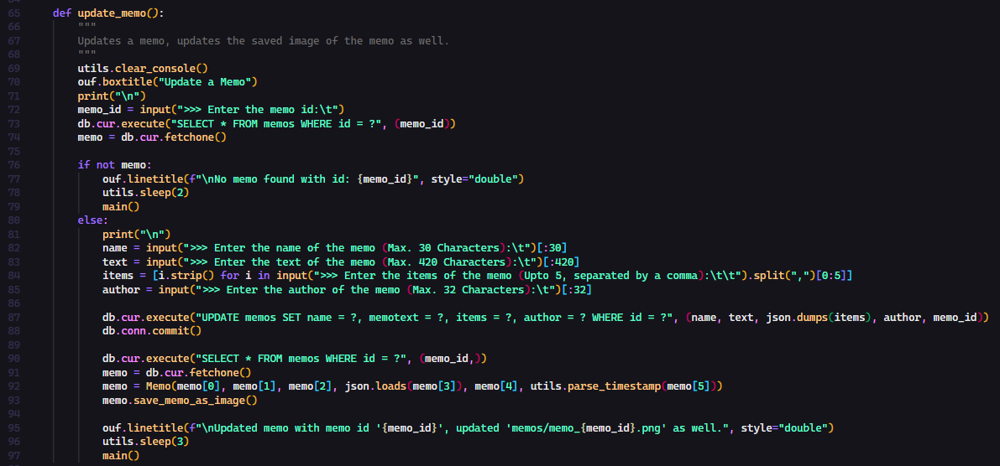 65 def update_memo():
66 """
67 Updates a memo, updates the saved image of the memo as well.
68 """
69 utils.clear_console()
70 ouf.boxtitle("Update a Memo")
71 print("\n")
72 memo_id = input(">>> Enter the memo id:\t")
73 db.cur.execute("SELECT * FROM memos WHERE id = ?", (memo_id))
74 memo = db.cur.fetchone()
75
76 if not memo:
77 ouf.linetitle(f"\nNo memo found with id: {memo_id}", style="double")
78 utils.sleep(2)
79 main()
80 else:
81 print("\n")
82 name = input(">>> Enter the name of the memo (Max. 30 Characters):\t")[:30]
83 text = input(">>> Enter the text of the memo (Max. 420 Characters):\t")[:420]
84 items = [i.strip() for i in input(">>> Enter the items of the memo (Upto 5, separated by a comma):\t\t").split(",")[0:5]]
85 author = input(">>> Enter the author of the memo (Max. 32 Characters):\t")[:32]
86
87 db.cur.execute("UPDATE memos SET name = ?, memotext = ?, items = ?, author = ? WHERE id = ?", (name, text, json.dumps(items), author, memo_id))
88 db.conn.commit()
89
90 db.cur.execute("SELECT * FROM memos WHERE id = ?", (memo_id,))
91 memo = db.cur.fetchone()
92 memo = Memo(memo[0], memo[1], memo[2], json.loads(memo[3]), memo[4], utils.parse_timestamp(memo[5]))
93 memo.save_memo_as_image()
94
95 ouf.linetitle(f"\nUpdated memo with memo id '{memo_id}', updated 'memos/memo_{memo_id}.png' as well.", style="double")
96 utils.sleep(3)
97 main()